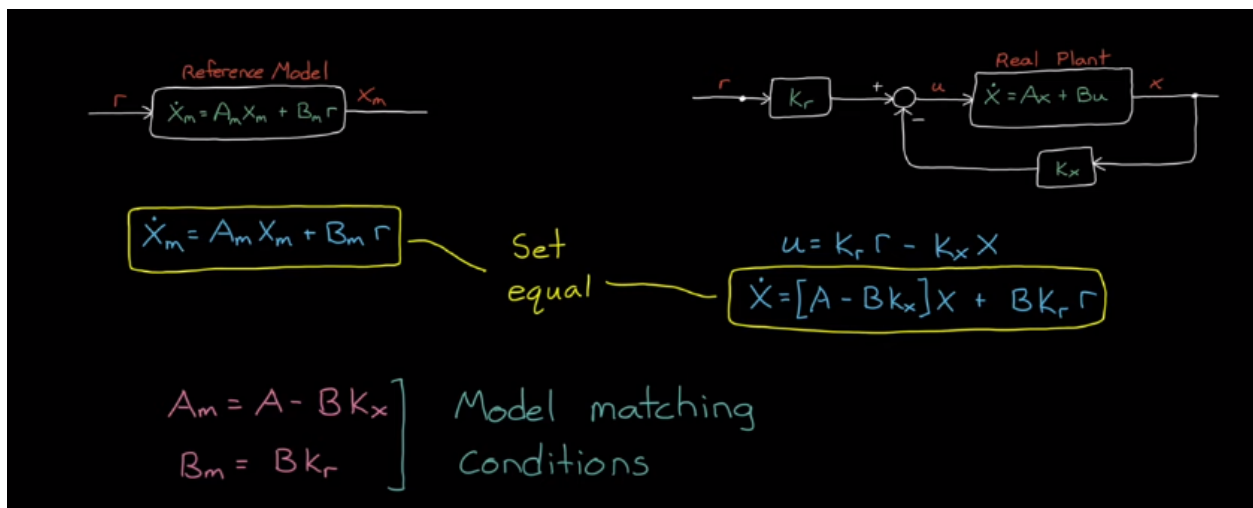 Reference Model
r
ẋₘ = Aₘxₘ + Bₘr
xₘ
Real Plant
r
Kᵣ
+
−
u
ẋ = Ax + Bu
x
Kₓ
ẋₘ = Aₘxₘ + Bₘr
Set
equal
u = Kᵣr − Kₓx
ẋ = [A − BKₓ]x + BKᵣr
Aₘ = A − BKₓ
Bₘ = BKᵣ
Model matching
conditions